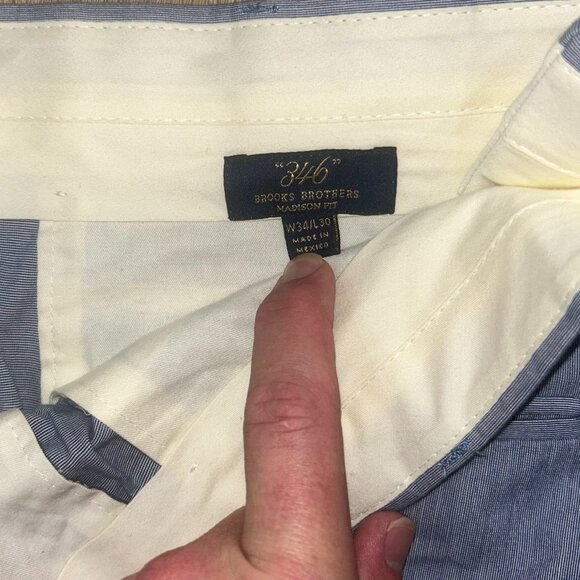 "346"
BROOKS BROTHERS
MADISON FIT
W34/L30
MADE IN
MEXICO